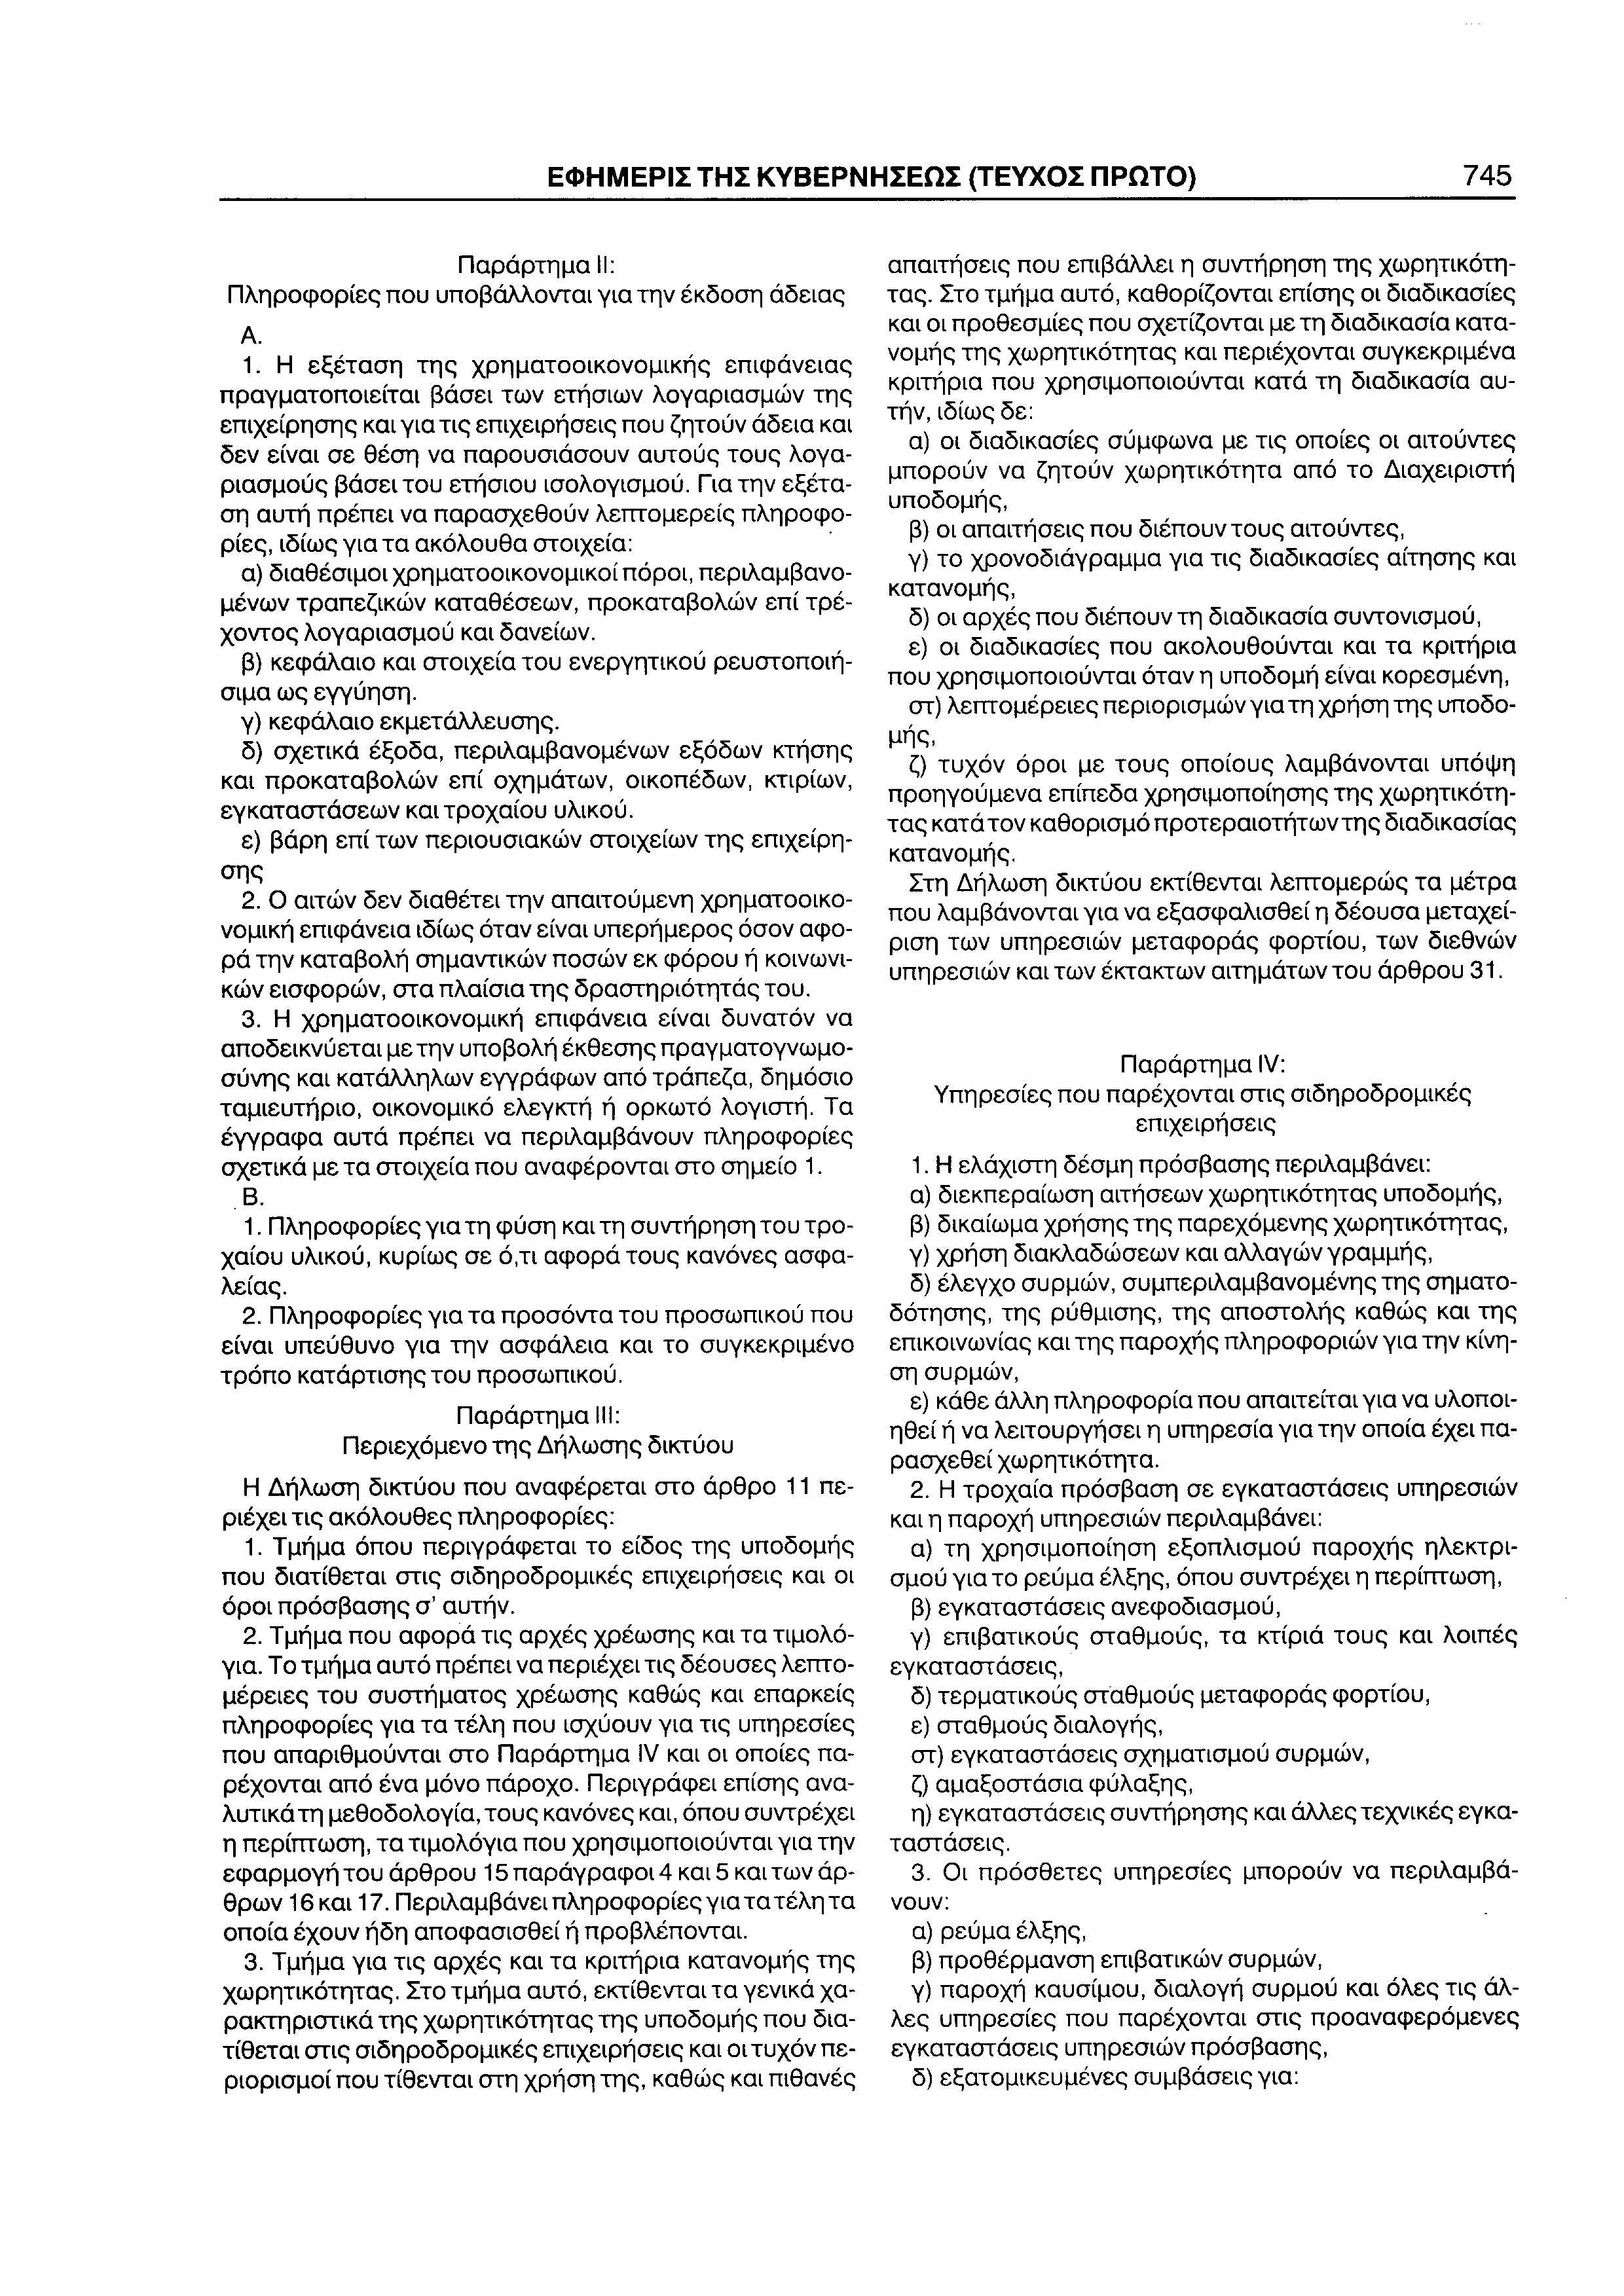 ΕΦΗΜΕΡΙΣ ΤΗΣ ΚΥΒΕΡΝΗΣΕΩΣ (ΤΕΥΧΟΣ ΠΡΩΤΟ) 745
Παράρτημα II:
Πληροφορίες που υποβάλλονται για την έκδοση άδειας
Α.
1. Η εξέταση της χρηματοοικονομικής επιφάνειας
πραγματοποιείται βάσει των ετήσιων λογαριασμών της
επιχείρησης και για τις επιχειρήσεις που ζητούν άδεια και
δεν είναι σε θέση να παρουσιάσουν αυτούς τους λογα-
ριασμούς βάσει του ετήσιου ισολογισμού. Για την εξέτα-
ση αυτή πρέπει να παρασχεθούν λεπτομερείς πληροφο-
ρίες, ιδίως για τα ακόλουθα στοιχεία:
α) διαθέσιμοι χρηματοοικονομικοί πόροι, περιλαμβανο-
μένων τραπεζικών καταθέσεων, προκαταβολών επί τρέ-
χοντος λογαριασμού και δανείων.
β) κεφάλαιο και στοιχεία του ενεργητικού ρευστοποιή-
σιμα ως εγγύηση.
γ) κεφάλαιο εκμετάλλευσης.
δ) σχετικά έξοδα, περιλαμβανομένων εξόδων κτήσης
και προκαταβολών επί οχημάτων, οικοπέδων, κτιρίων,
εγκαταστάσεων και τροχαίου υλικού.
ε) βάρη επί των περιουσιακών στοιχείων της επιχείρη-
σης
2. Ο αιτών δεν διαθέτει την απαιτούμενη χρηματοοικο-
νομική επιφάνεια ιδίως όταν είναι υπερήμερος όσον αφο-
ρά την καταβολή σημαντικών ποσών εκ φόρου ή κοινωνι-
κών εισφορών, στα πλαίσια της δραστηριότητάς του.
3. Η χρηματοοικονομική επιφάνεια είναι δυνατόν να
αποδεικνύεται με την υποβολή έκθεσης πραγματογνωμο-
σύνης και κατάλληλων εγγράφων από τράπεζα, δημόσιο
ταμιευτήριο, οικονομικό ελεγκτή ή ορκωτό λογιστή. Τα
έγγραφα αυτά πρέπει να περιλαμβάνουν πληροφορίες
σχετικά με τα στοιχεία που αναφέρονται στο σημείο 1.
Β.
1. Πληροφορίες για τη φύση και τη συντήρηση του τρο-
χαίου υλικού, κυρίως σε ό,τι αφορά τους κανόνες ασφα-
λείας.
2. Πληροφορίες για τα προσόντα του προσωπικού που
είναι υπεύθυνο για την ασφάλεια και το συγκεκριμένο
τρόπο κατάρτισης του προσωπικού.
Παράρτημα III:
Περιεχόμενο της Δήλωσης δικτύου
Η Δήλωση δικτύου που αναφέρεται στο άρθρο 11 πε-
ριέχει τις ακόλουθες πληροφορίες:
1. Τμήμα όπου περιγράφεται το είδος της υποδομής
που διατίθεται στις σιδηροδρομικές επιχειρήσεις και οι
όροι πρόσβασης σ' αυτήν.
2. Τμήμα που αφορά τις αρχές χρέωσης και τα τιμολό-
για. Το τμήμα αυτό πρέπει να περιέχει τις δέουσες λεπτο-
μέρειες του συστήματος χρέωσης καθώς και επαρκείς
πληροφορίες για τα τέλη που ισχύουν για τις υπηρεσίες
που απαριθμούνται στο Παράρτημα IV και οι οποίες πα-
ρέχονται από ένα μόνο πάροχο. Περιγράφει επίσης ανα-
λυτικά τη μεθοδολογία, τους κανόνες και, όπου συντρέχει
η περίπτωση, τα τιμολόγια που χρησιμοποιούνται για την
εφαρμογή του άρθρου 15 παράγραφοι 4 και 5 και των άρ-
θρων 16 και 17. Περιλαμβάνει πληροφορίες για τα τέλη τα
οποία έχουν ήδη αποφασισθεί ή προβλέπονται.
3. Τμήμα για τις αρχές και τα κριτήρια κατανομής της
χωρητικότητας. Στο τμήμα αυτό, εκτίθενται τα γενικά χα-
ρακτηριστικά της χωρητικότητας της υποδομής που δια-
τίθεται στις σιδηροδρομικές επιχειρήσεις και οι τυχόν πε-
ριορισμοί που τίθενται στη χρήση της, καθώς και πιθανές
απαιτήσεις που επιβάλλει η συντήρηση της χωρητικότη-
τας. Στο τμήμα αυτό, καθορίζονται επίσης οι διαδικασίες
και οι προθεσμίες που σχετίζονται με τη διαδικασία κατα-
νομής της χωρητικότητας και περιέχονται συγκεκριμένα
κριτήρια που χρησιμοποιούνται κατά τη διαδικασία αυ-
τήν, ιδίως δε:
α) οι διαδικασίες σύμφωνα με τις οποίες οι αιτούντες
μπορούν να ζητούν χωρητικότητα από το Διαχειριστή
υποδομής,
β) οι απαιτήσεις που διέπουν τους αιτούντες,
γ) το χρονοδιάγραμμα για τις διαδικασίες αίτησης και
κατανομής,
δ) οι αρχές που διέπουν τη διαδικασία συντονισμού,
ε) οι διαδικασίες που ακολουθούνται και τα κριτήρια
που χρησιμοποιούνται όταν η υποδομή είναι κορεσμένη,
στ) λεπτομέρειες περιορισμών για τη χρήση της υποδο-
μής,
ζ) τυχόν όροι με τους οποίους λαμβάνονται υπόψη
προηγούμενα επίπεδα χρησιμοποίησης της χωρητικότη-
τας κατά τον καθορισμό προτεραιοτήτων της διαδικασίας
κατανομής.
Στη Δήλωση δικτύου εκτίθενται λεπτομερώς τα μέτρα
που λαμβάνονται για να εξασφαλισθεί η δέουσα μεταχεί-
ριση των υπηρεσιών μεταφοράς φορτίου, των διεθνών
υπηρεσιών και των έκτακτων αιτημάτων του άρθρου 31.
Παράρτημα IV:
Υπηρεσίες που παρέχονται στις σιδηροδρομικές
επιχειρήσεις
1. Η ελάχιστη δέσμη πρόσβασης περιλαμβάνει:
α) διεκπεραίωση αιτήσεων χωρητικότητας υποδομής,
β) δικαίωμα χρήσης της παρεχόμενης χωρητικότητας,
γ) χρήση διακλαδώσεων και αλλαγών γραμμής,
δ) έλεγχο συρμών, συμπεριλαμβανομένης της σηματο-
δότησης, της ρύθμισης, της αποστολής καθώς και της
επικοινωνίας και της παροχής πληροφοριών για την κίνη-
ση συρμών,
ε) κάθε άλλη πληροφορία που απαιτείται για να υλοποι-
ηθεί ή να λειτουργήσει η υπηρεσία για την οποία έχει πα-
ρασχεθεί χωρητικότητα.
2. Η τροχαία πρόσβαση σε εγκαταστάσεις υπηρεσιών
και η παροχή υπηρεσιών περιλαμβάνει:
α) τη χρησιμοποίηση εξοπλισμού παροχής ηλεκτρι-
σμού για το ρεύμα έλξης, όπου συντρέχει η περίπτωση,
β) εγκαταστάσεις ανεφοδιασμού,
γ) επιβατικούς σταθμούς, τα κτίριά τους και λοιπές
εγκαταστάσεις,
δ) τερματικούς σταθμούς μεταφοράς φορτίου,
ε) σταθμούς διαλογής,
στ) εγκαταστάσεις σχηματισμού συρμών,
ζ) αμαξοστάσια φύλαξης,
η) εγκαταστάσεις συντήρησης και άλλες τεχνικές εγκα-
ταστάσεις.
3. Οι πρόσθετες υπηρεσίες μπορούν να περιλαμβά-
νουν:
α) ρεύμα έλξης,
β) προθέρμανση επιβατικών συρμών,
γ) παροχή καυσίμου, διαλογή συρμού και όλες τις άλ-
λες υπηρεσίες που παρέχονται στις προαναφερόμενες
εγκαταστάσεις υπηρεσιών πρόσβασης,
δ) εξατομικευμένες συμβάσεις για: